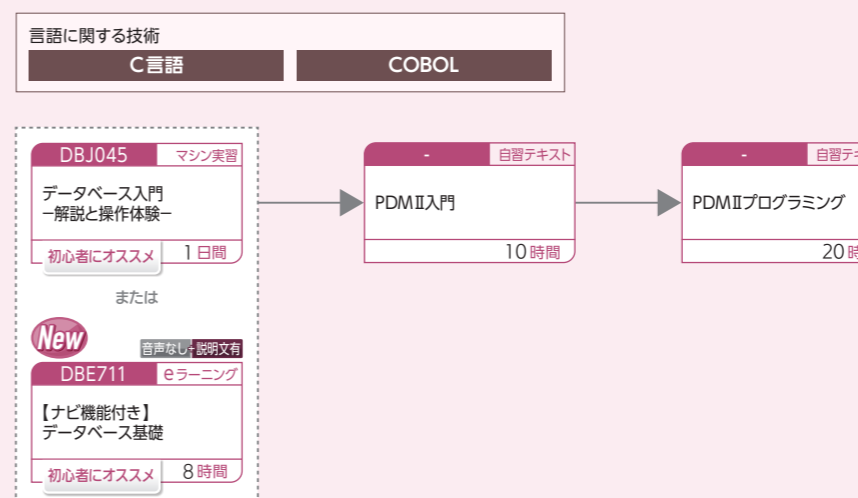 言語に関する技術
C言語
COBOL
DBJ045
マシン実習
データベース入門
−解説と操作体験−
初心者にオススメ
1日間
または
New
音声なし+説明文有
DBE711
eラーニング
【ナビ機能付き】
データベース基礎
初心者にオススメ
8時間
-
自習テキスト
PDMⅡ入門
10時間
-
自習テキ
PDMⅡプログラミング
20時